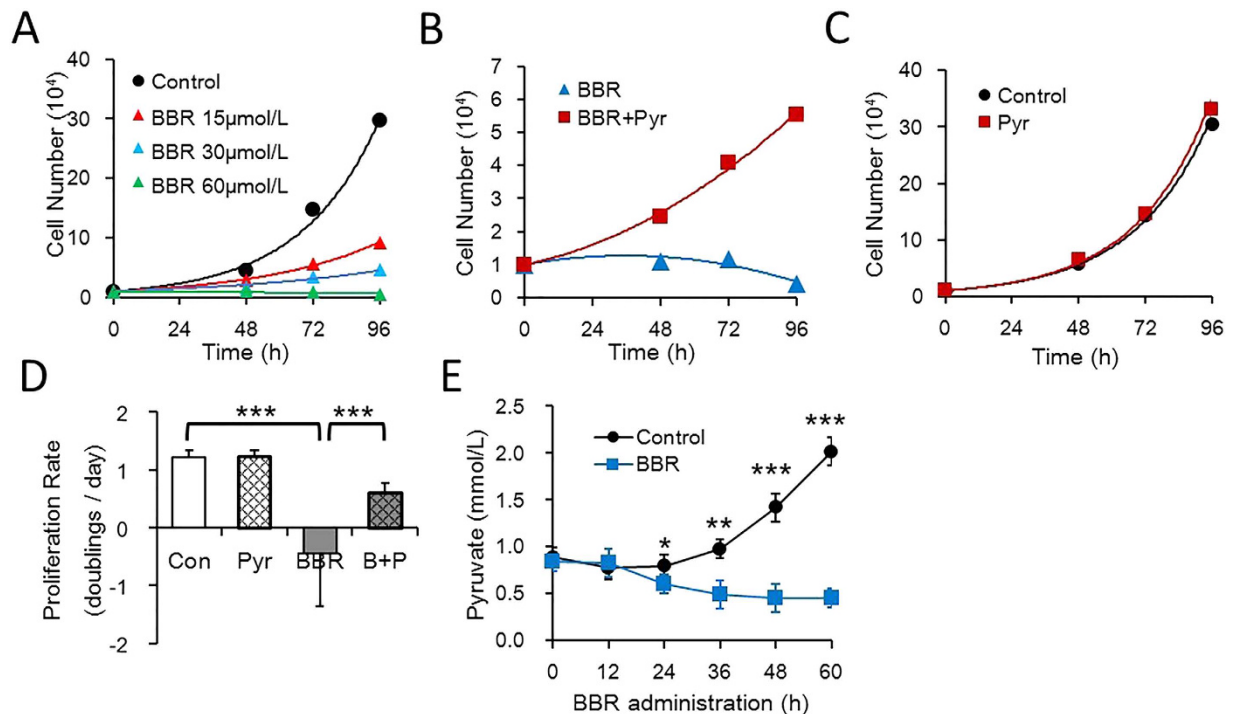 A
Cell Number (10⁴)
40
30
20
10
0
Control
BBR 15µmol/L
BBR 30µmol/L
BBR 60µmol/L
0 24 48 72 96
Time (h)
B
Cell Number (10⁴)
7
6
5
4
3
2
1
0
BBR
BBR+Pyr
0 24 48 72 96
Time (h)
C
Cell Number (10⁴)
40
30
20
10
0
Control
Pyr
0 24 48 72 96
Time (h)
D
Proliferation Rate
(doublings / day)
2
1
0
-1
-2
*** ***
Con Pyr BBR B+P
E
Pyruvate (mmol/L)
2.5
2.0
1.5
1.0
0.5
0.0
Control
BBR
* ** *** ***
0 12 24 36 48 60
BBR administration (h)